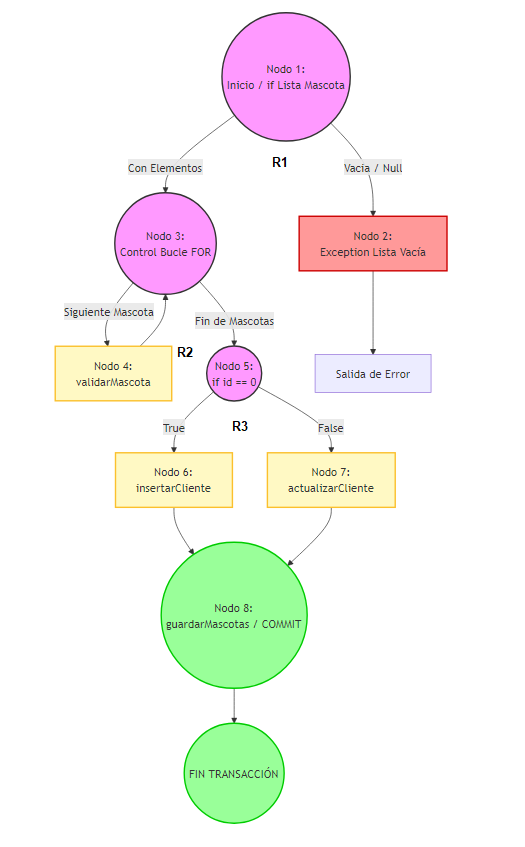 Nodo 1:
Inicio / if Lista Mascota
R1
Con Elementos
Vacía / Null
Nodo 3:
Control Bucle FOR
Nodo 2:
Exception Lista Vacía
Siguiente Mascota
Fin de Mascotas
R2
Nodo 4:
validarMascota
Nodo 5:
if id == 0
Salida de Error
R3
True
False
Nodo 6:
insertarCliente
Nodo 7:
actualizarCliente
Nodo 8:
guardarMascotas / COMMIT
FIN TRANSACCIÓN